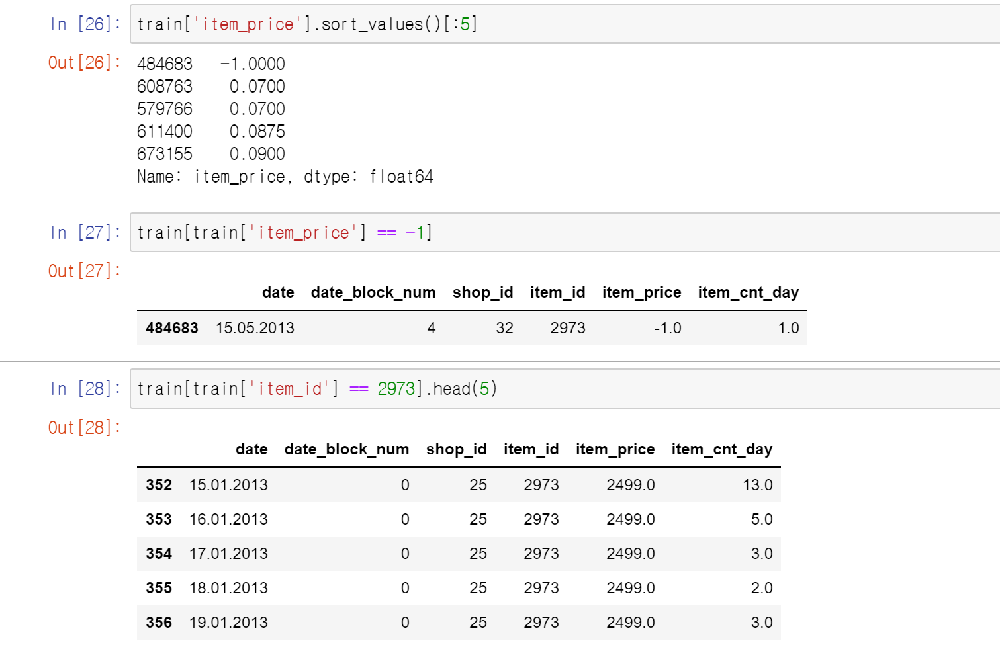 In [26]: train['item_price'].sort_values()[:5]
Out[26]: 484683 -1.0000
608763 0.0700
579766 0.0700
611400 0.0875
673155 0.0900
Name: item_price, dtype: float64
In [27]: train[train['item_price'] == -1]
Out[27]:
date date_block_num shop_id item_id item_price item_cnt_day
484683 15.05.2013 4 32 2973 -1.0 1.0
In [28]: train[train['item_id'] == 2973].head(5)
Out[28]:
date date_block_num shop_id item_id item_price item_cnt_day
352 15.01.2013 0 25 2973 2499.0 13.0
353 16.01.2013 0 25 2973 2499.0 5.0
354 17.01.2013 0 25 2973 2499.0 3.0
355 18.01.2013 0 25 2973 2499.0 2.0
356 19.01.2013 0 25 2973 2499.0 3.0